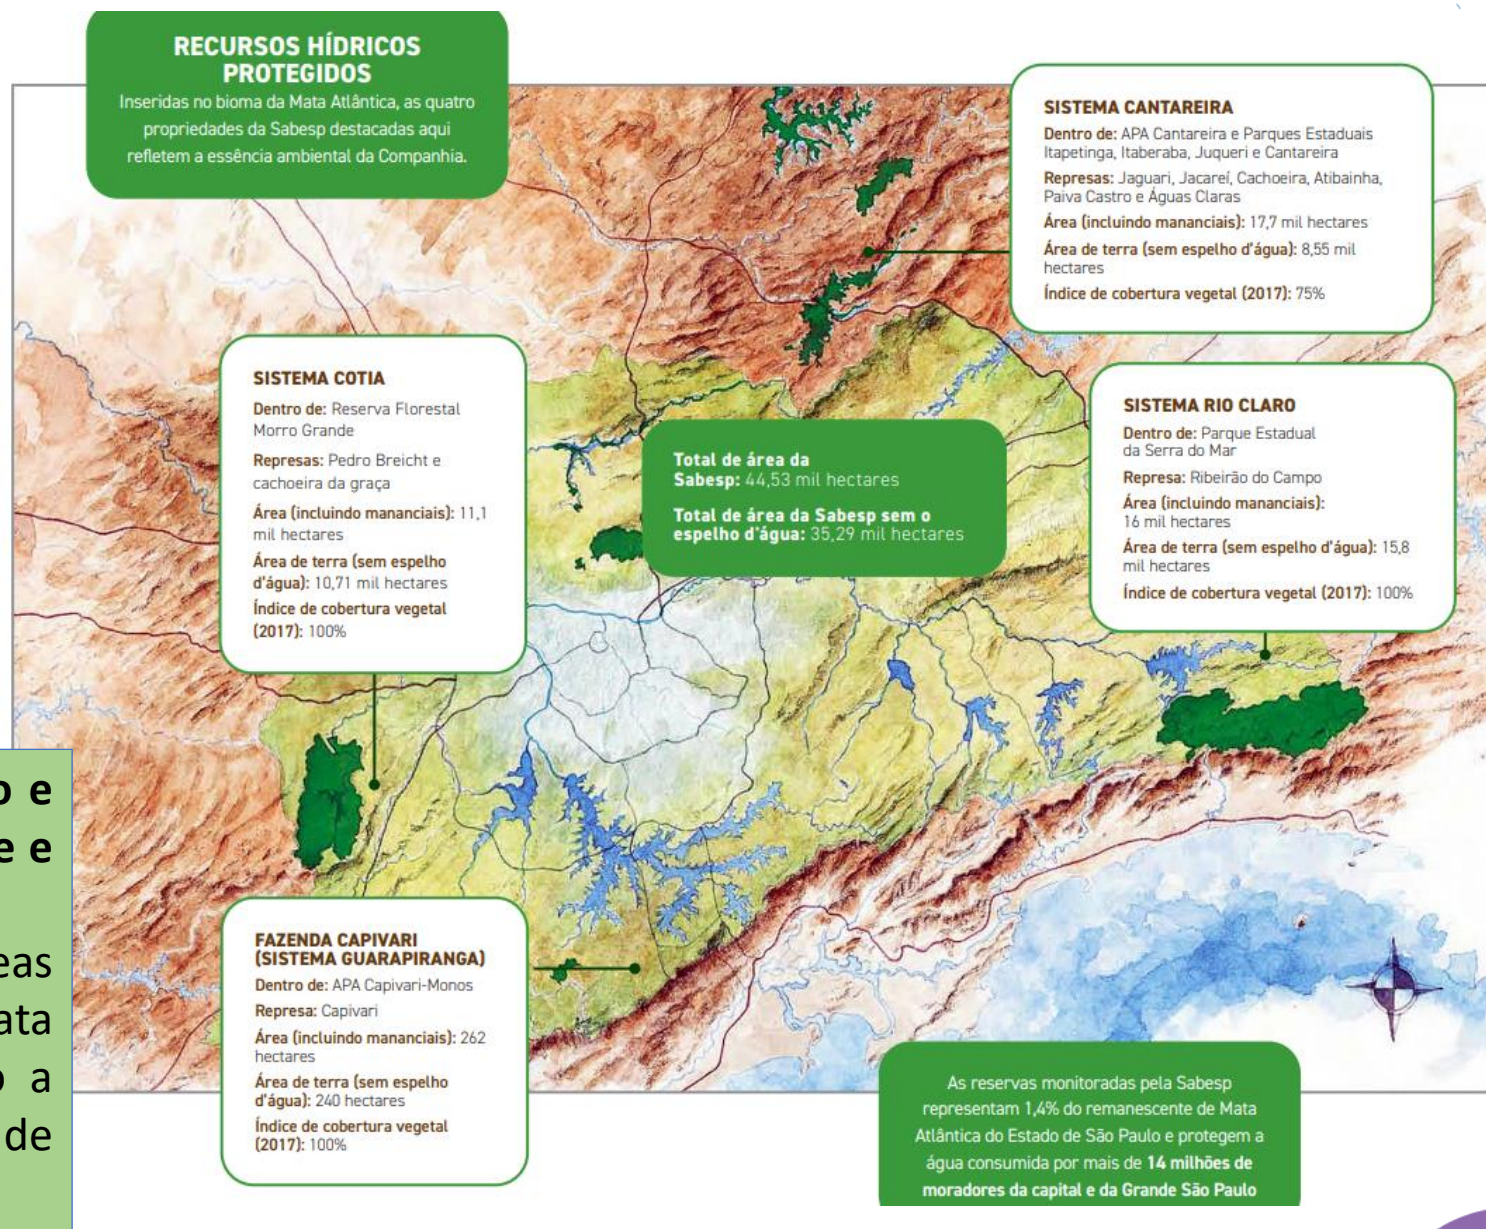 RECURSOS HÍDRICOS
PROTEGIDOS
Inseridas no bioma da Mata Atlântica, as quatro
propriedades da Sabesp destacadas aqui
refletem a essência ambiental da Companhia.
SISTEMA CANTAREIRA
Dentro de: APA Cantareira e Parques Estaduais
Itapetinga, Itaberaba, Juqueri e Cantareira
Represas: Jaguari, Jacareí, Cachoeira, Atibainha,
Paiva Castro e Águas Claras
Área (incluindo mananciais): 17,7 mil hectares
Área de terra (sem espelho d'água): 8,55 mil
hectares
Índice de cobertura vegetal (2017): 75%
SISTEMA COTIA
Dentro de: Reserva Florestal
Morro Grande
Represas: Pedro Breicht e
cachoeira da graça
Área (incluindo mananciais): 11,1
mil hectares
Área de terra (sem espelho
d'água): 10,71 mil hectares
Índice de cobertura vegetal
(2017): 100%
Total de área da
Sabesp: 44,53 mil hectares
Total de área da Sabesp sem o
espelho d'água: 35,29 mil hectares
SISTEMA RIO CLARO
Dentro de: Parque Estadual
da Serra do Mar
Represa: Ribeirão do Campo
Área (incluindo mananciais):
16 mil hectares
Área de terra (sem espelho d'água): 15,8
mil hectares
Índice de cobertura vegetal (2017): 100%
o e
e e
eas
ata
o a
de
FAZENDA CAPIVARI
(SISTEMA GUARAPIRANGA)
Dentro de: APA Capivari-Monos
Represa: Capivari
Área (incluindo mananciais): 262
hectares
Área de terra (sem espelho
d'água): 240 hectares
Índice de cobertura vegetal
(2017): 100%
As reservas monitoradas pela Sabesp
representam 1,4% do remanescente de Mata
Atlântica do Estado de São Paulo e protegem a
água consumida por mais de 14 milhões de
moradores da capital e da Grande São Paulo